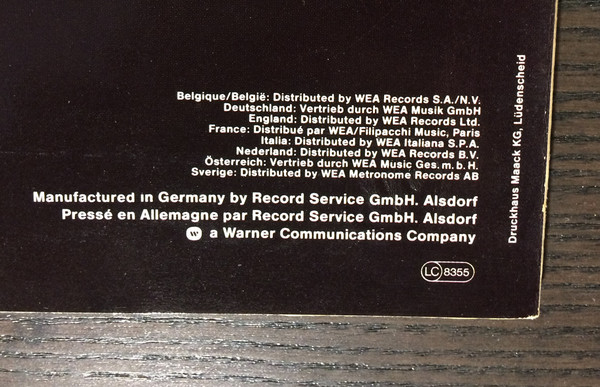 Belgique/België: Distributed by WEA Records S.A./N.V.
Deutschland: Vertrieb durch WEA Musik GmbH
England: Distributed by WEA Records Ltd.
France: Distribué par WEA/Filipacchi Music, Paris
Italia: Distributed by WEA Italiana S.P.A.
Nederland: Distributed by WEA Records B.V.
Österreich: Vertrieb durch WEA Music Ges.m.b.H.
Sverige: Distributed by WEA Metronome Records AB
Manufactured in Germany by Record Service GmbH. Alsdorf
Pressé en Allemagne par Record Service GmbH. Alsdorf
W a Warner Communications Company
LC 8355
Druckhaus Maack KG, Lüdenscheid